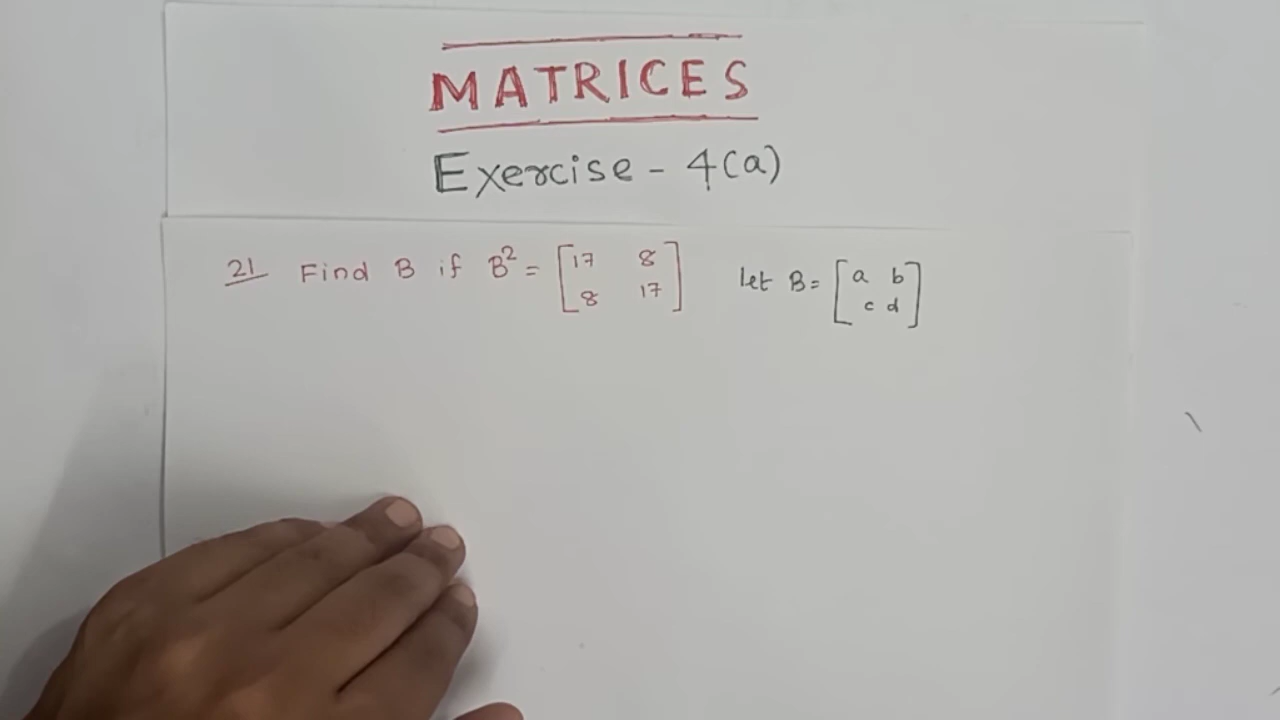 MATRICES
Exercise - 4(a)
21 Find B if B² = [17 8 let B = [a b
8 17] c d]